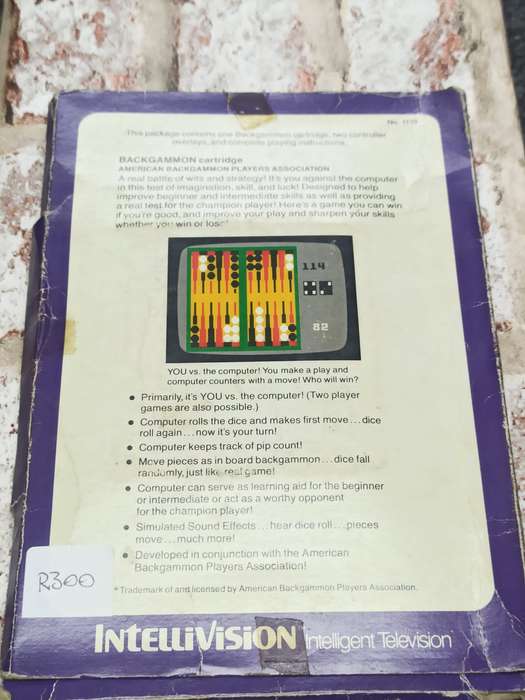 No. 1119
This package contains one Backgammon cartridge, two controller
overlays, and complete playing instructions.
BACKGAMMON cartridge
AMERICAN BACKGAMMON PLAYERS ASSOCIATION*
A real battle of wits and strategy! It's you against the computer
in this test of imagination, skill, and luck! Designed to help
improve beginner and intermediate skills as well as providing
a real test for the champion player! Here's a game you can win
if you're good, and improve your play and sharpen your skills
whether you win or lose!
114
82
YOU vs. the computer! You make a play and
computer counters with a move! Who will win?
• Primarily, it's YOU vs. the computer! (Two player
games are also possible.)
• Computer rolls the dice and makes first move...dice
roll again...now it's your turn!
• Computer keeps track of pip count!
• Move pieces as in board backgammon...dice fall
randomly, just like real game!
• Computer can serve as learning aid for the beginner
or intermediate or act as a worthy opponent
for the champion player!
• Simulated Sound Effects...hear dice roll...pieces
move...much more!
• Developed in conjunction with the American
Backgammon Players Association!
R300
*Trademark of and licensed by American Backgammon Players Association.
INTELLIVISION Intelligent Television